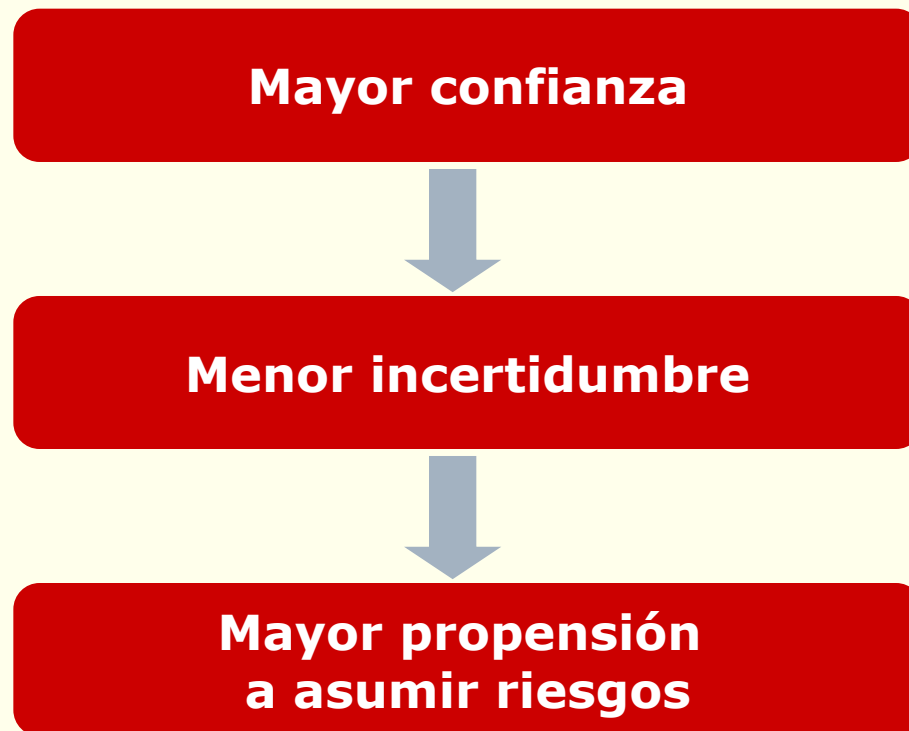 Mayor confianza
Menor incertidumbre
Mayor propensión
a asumir riesgos